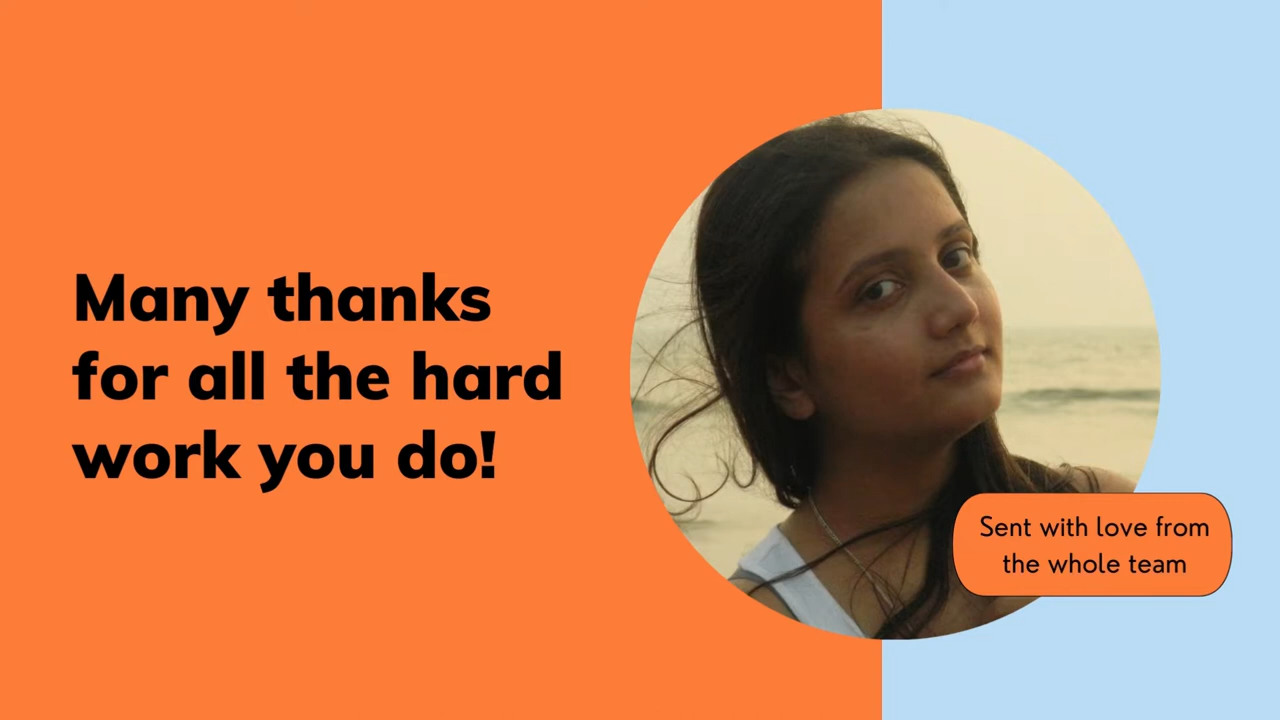 Many thanks
for all the hard
work you do!
Sent with love from
the whole team